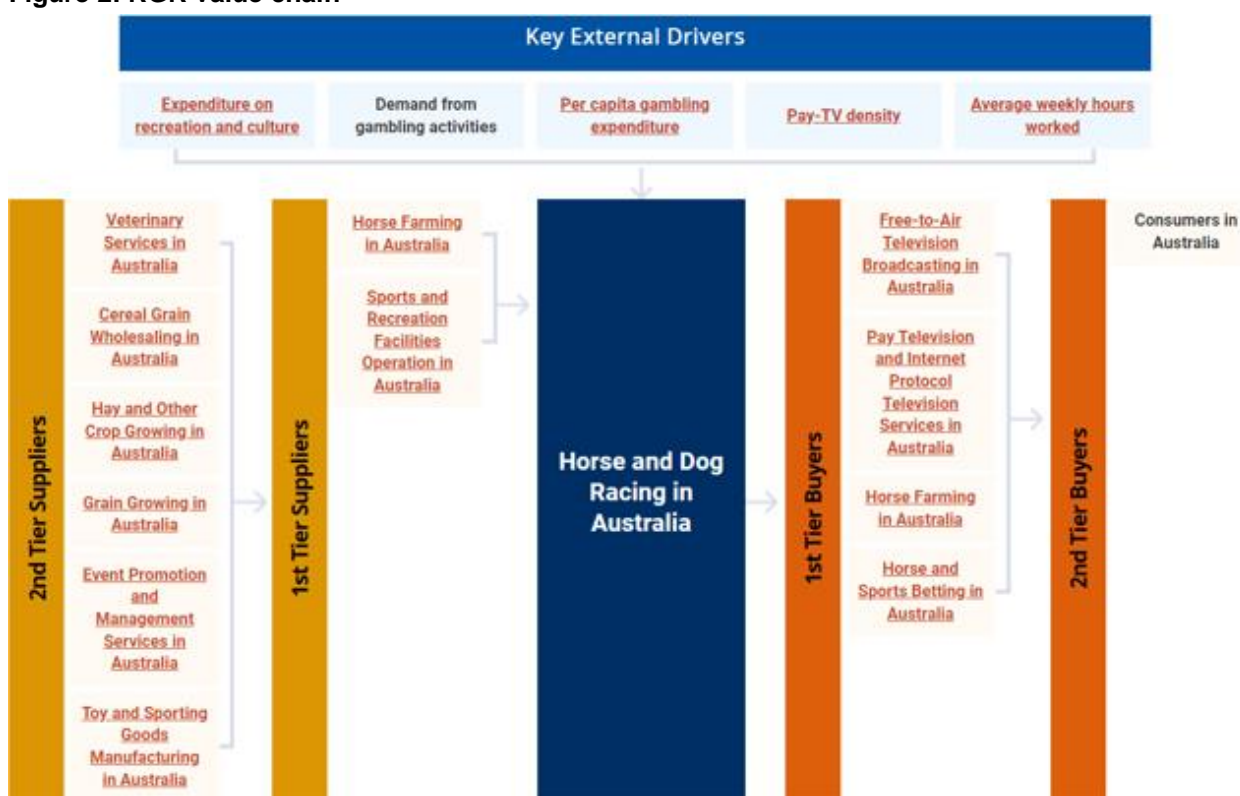 Figure 2: RGR value chain
Key External Drivers
Expenditure on
recreation and culture
Demand from
gambling activities
Per capita gambling
expenditure
Pay-TV density
Average weekly hours
worked
2nd Tier Suppliers
Veterinary
Services in
Australia
Cereal Grain
Wholesaling in
Australia
Hay and Other
Crop Growing in
Australia
Grain Growing in
Australia
Event Promotion
and
Management
Services in
Australia
Toy and Sporting
Goods
Manufacturing
in Australia
1st Tier Suppliers
Horse Farming
in Australia
Sports and
Recreation
Facilities
Operation in
Australia
Horse and Dog
Racing in
Australia
1st Tier Buyers
Free-to-Air
Television
Broadcasting in
Australia
Pay Television
and Internet
Protocol
Television
Services in
Australia
Horse Farming
in Australia
Horse and
Sports Betting in
Australia
2nd Tier Buyers
Consumers in
Australia